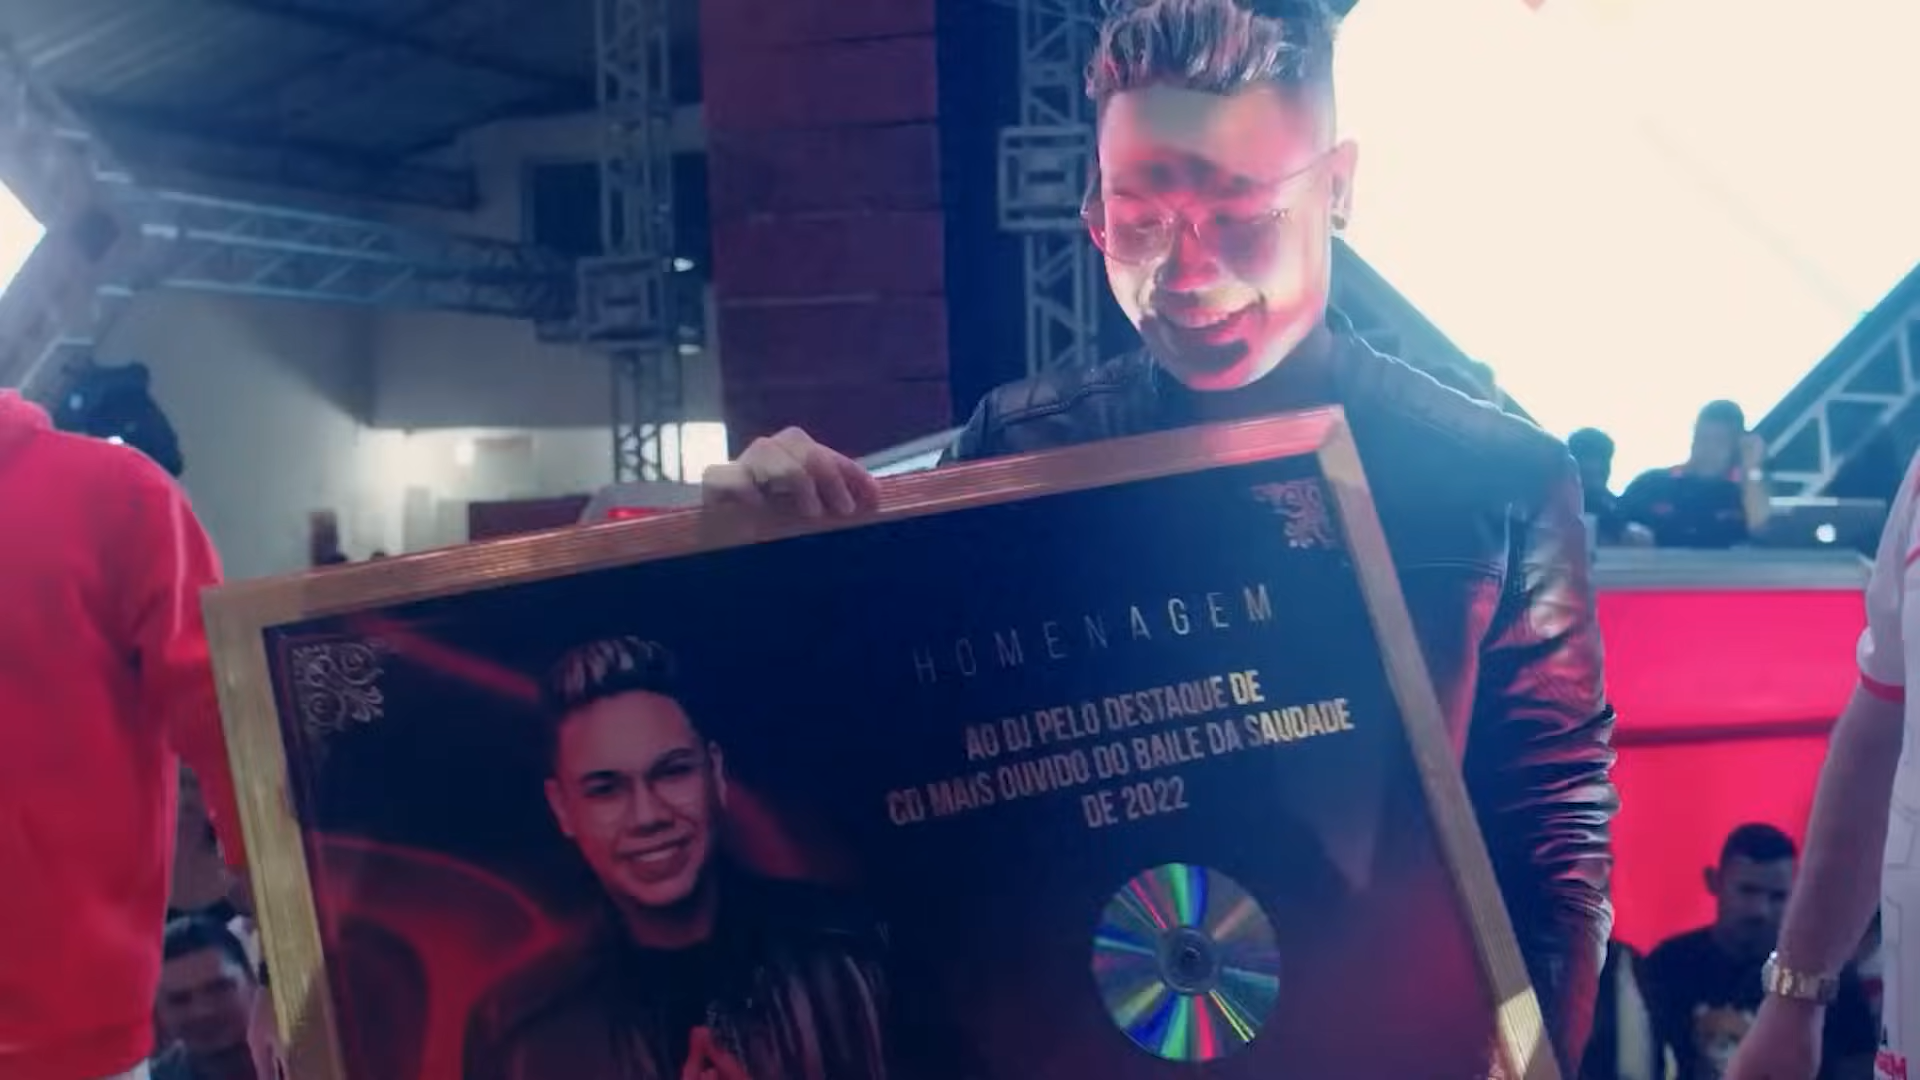 HOMENAGEM
AO DJ PELO DESTAQUE DE
CD MAIS OUVIDO DO BAILE DA SAUDADE
DE 2022